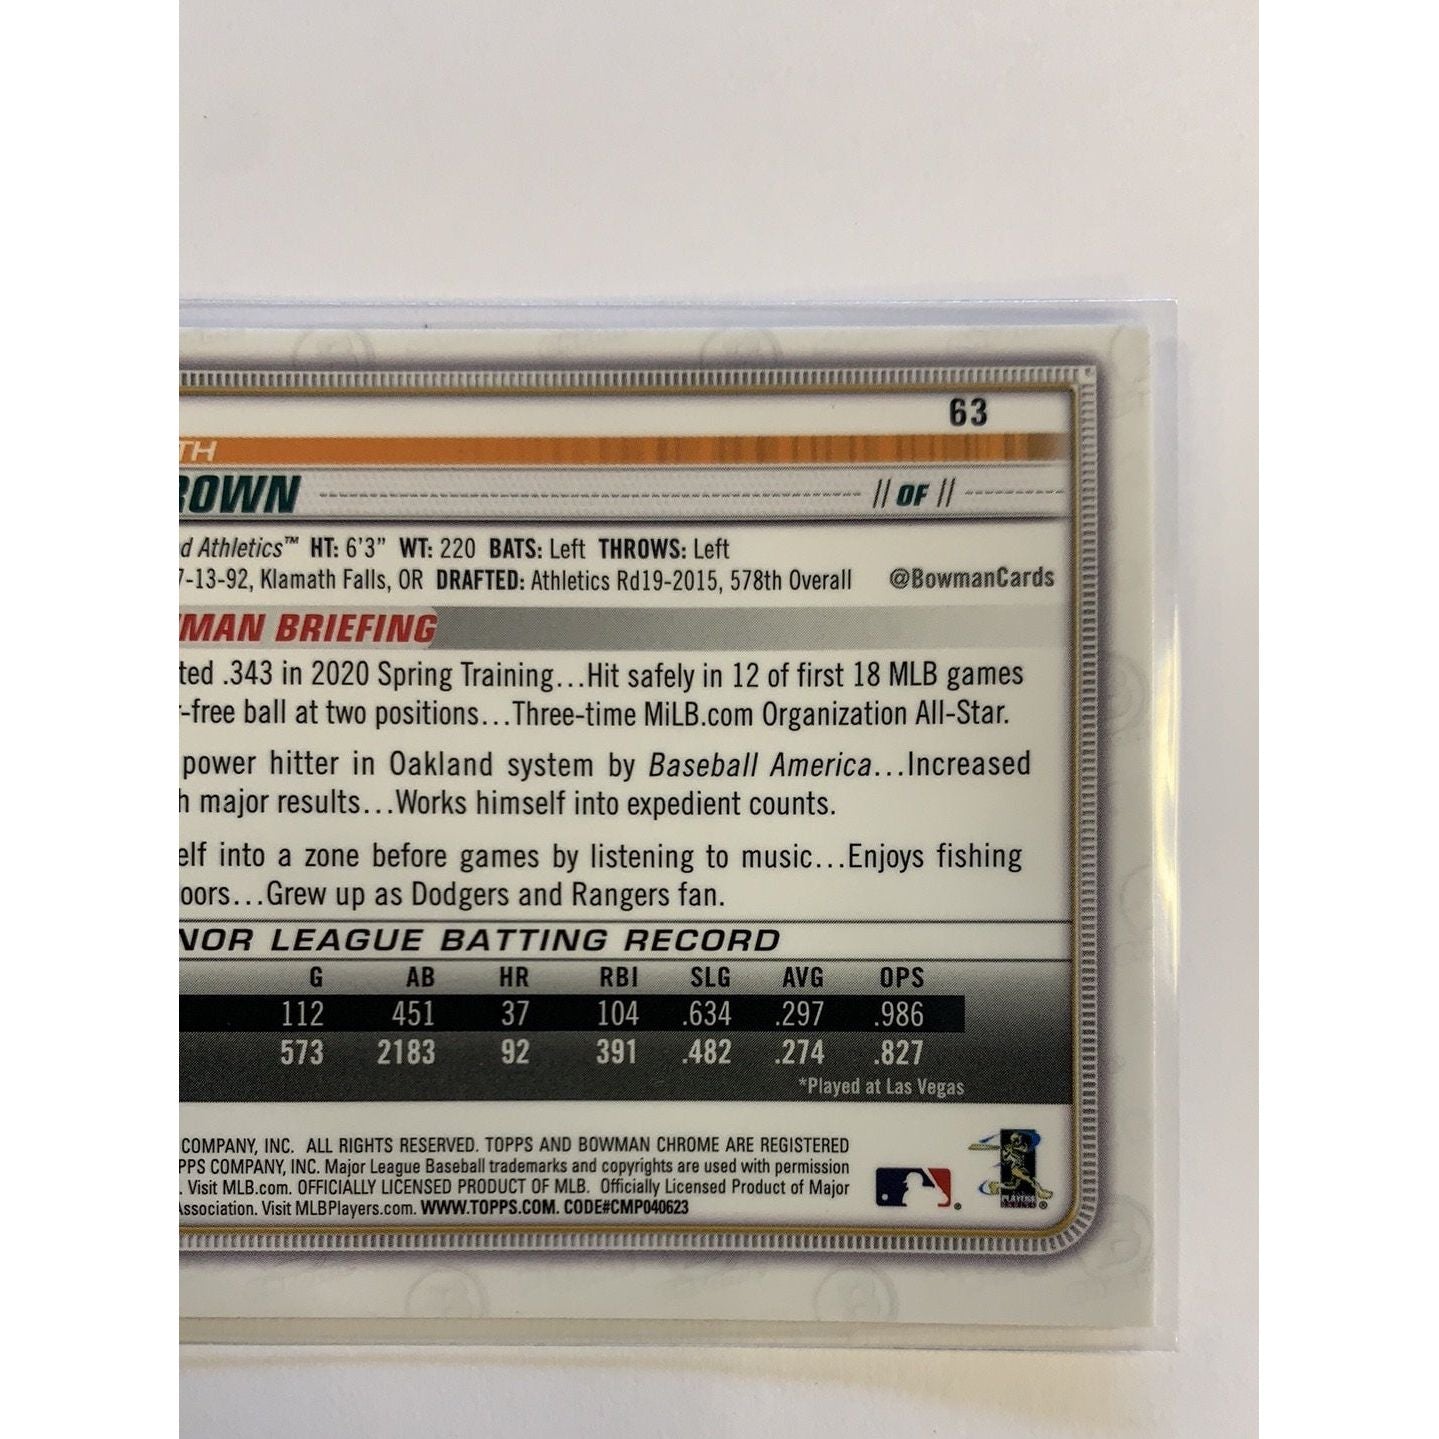 63
TH
ROWN // OF //
d Athletics™ HT: 6'3" WT: 220 BATS: Left THROWS: Left
7-13-92, Klamath Falls, OR DRAFTED: Athletics Rd19-2015, 578th Overall @BowmanCards
MAN BRIEFING
ted .343 in 2020 Spring Training...Hit safely in 12 of first 18 MLB games
-free ball at two positions...Three-time MiLB.com Organization All-Star.
power hitter in Oakland system by Baseball America...Increased
h major results...Works himself into expedient counts.
elf into a zone before games by listening to music...Enjoys fishing
oors...Grew up as Dodgers and Rangers fan.
NOR LEAGUE BATTING RECORD
G AB HR RBI SLG AVG OPS
112 451 37 104 .634 .297 .986
573 2183 92 391 .482 .274 .827
*Played at Las Vegas
COMPANY, INC. ALL RIGHTS RESERVED. TOPPS AND BOWMAN CHROME ARE REGISTERED
PPS COMPANY, INC. Major League Baseball trademarks and copyrights are used with permission
. Visit MLB.com. OFFICIALLY LICENSED PRODUCT OF MLB. Officially Licensed Product of Major
Association. Visit MLBPlayers.com. WWW.TOPPS.COM. CODE#CMP040623
PLAYERS